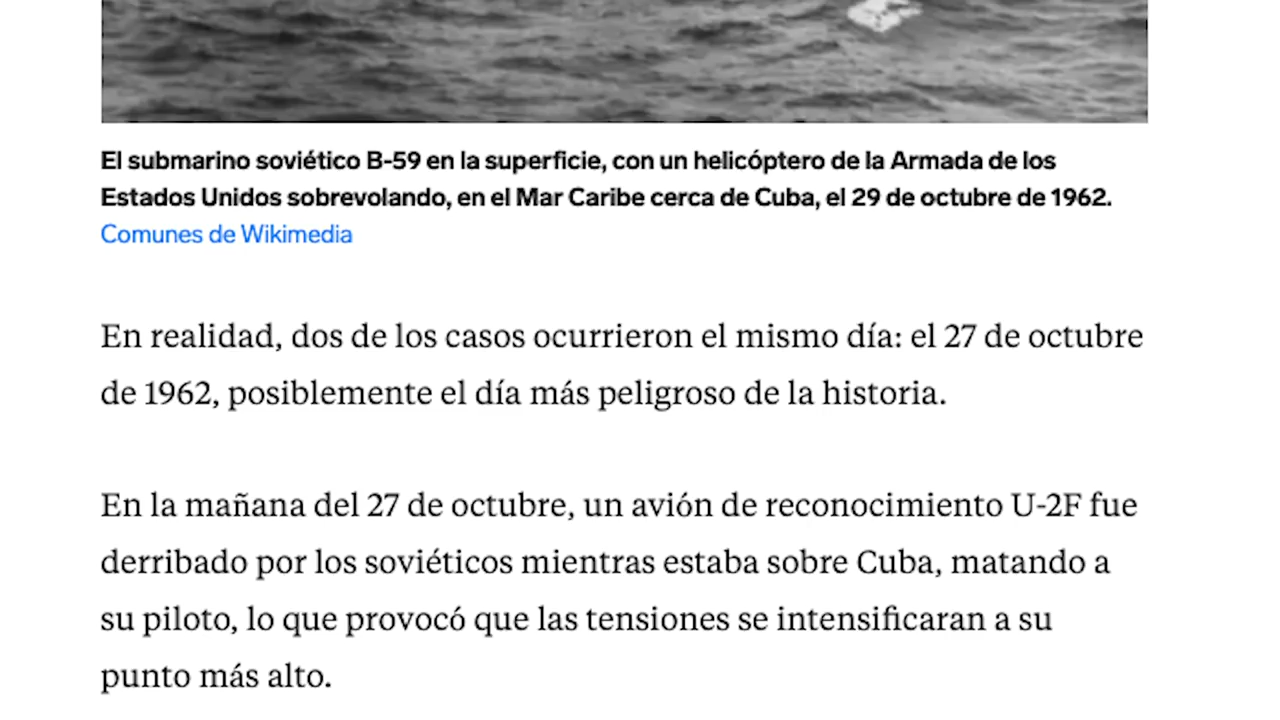 El submarino soviético B-59 en la superficie, con un helicóptero de la Armada de los
Estados Unidos sobrevolando, en el Mar Caribe cerca de Cuba, el 29 de octubre de 1962.
Comunes de Wikimedia
En realidad, dos de los casos ocurrieron el mismo día: el 27 de octubre
de 1962, posiblemente el día más peligroso de la historia.
En la mañana del 27 de octubre, un avión de reconocimiento U-2F fue
derribado por los soviéticos mientras estaba sobre Cuba, matando a
su piloto, lo que provocó que las tensiones se intensificaran a su
punto más alto.